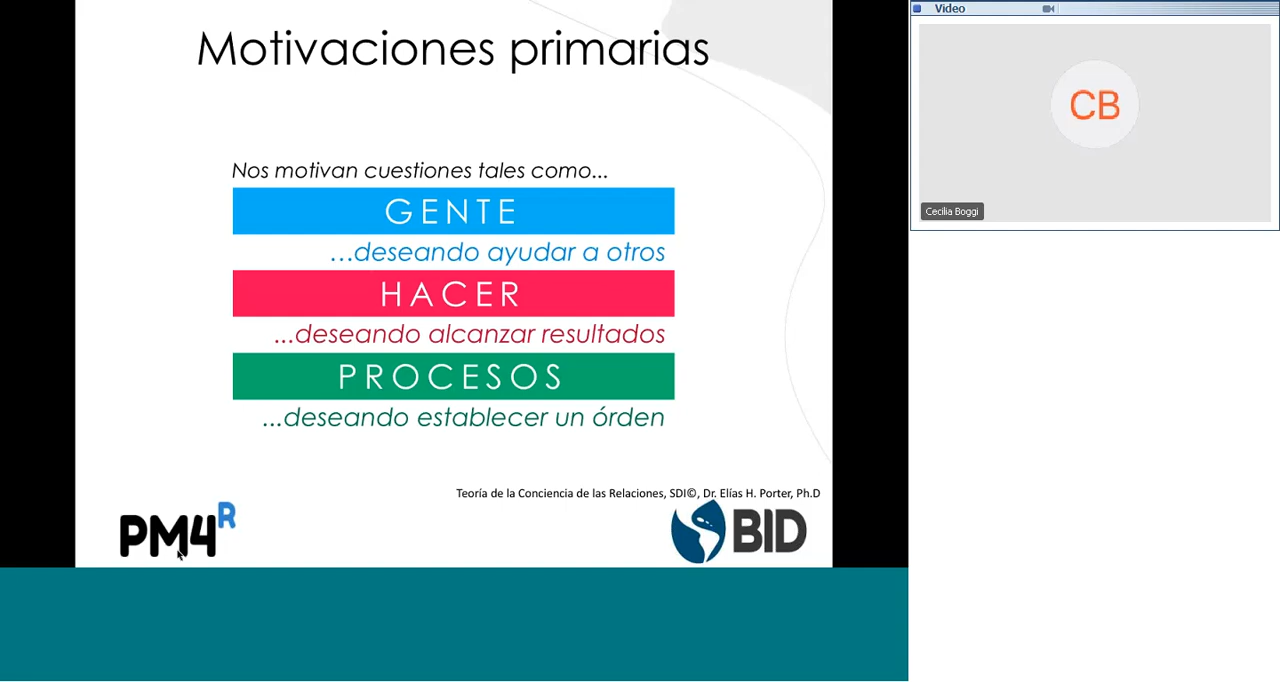 Motivaciones primarias
Nos motivan cuestiones tales como...
GENTE
...deseando ayudar a otros
HACER
...deseando alcanzar resultados
PROCESOS
...deseando establecer un órden
Teoría de la Conciencia de las Relaciones, SDI©, Dr. Elías H. Porter, Ph.D
PM4R
BID
Video
CB
Cecilia Boggi